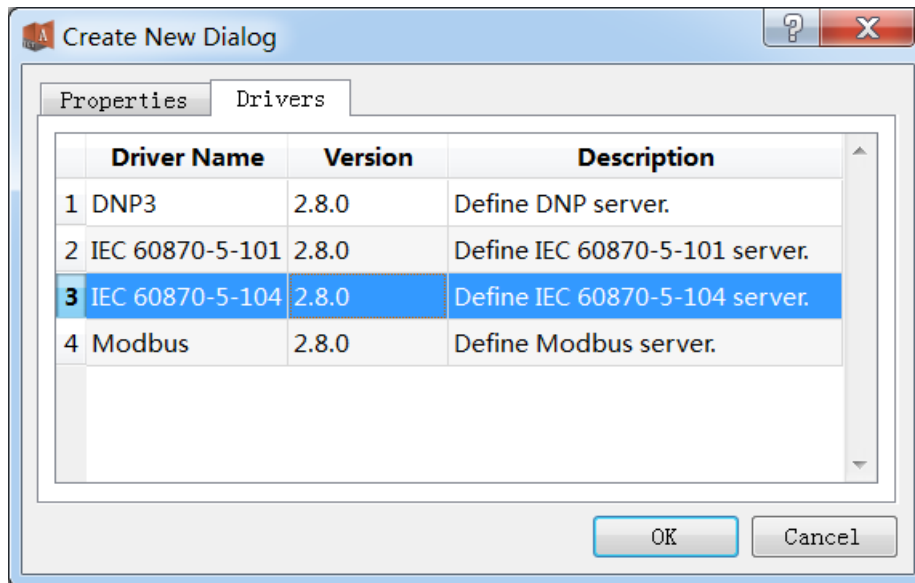 Create New Dialog
Properties Drivers
Driver Name Version Description
1 DNP3 2.8.0 Define DNP server.
2 IEC 60870-5-101 2.8.0 Define IEC 60870-5-101 server.
3 IEC 60870-5-104 2.8.0 Define IEC 60870-5-104 server.
4 Modbus 2.8.0 Define Modbus server.
OK Cancel